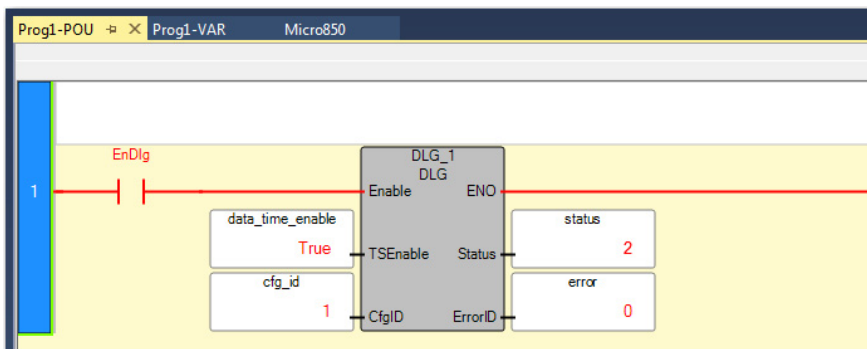 Prog1-POU Prog1-VAR Micro850
EnDlg
DLG_1
DLG
1
Enable ENO
data_time_enable
True
TSEnable Status
status
2
cfg_id
1
CfgID ErrorID
error
0